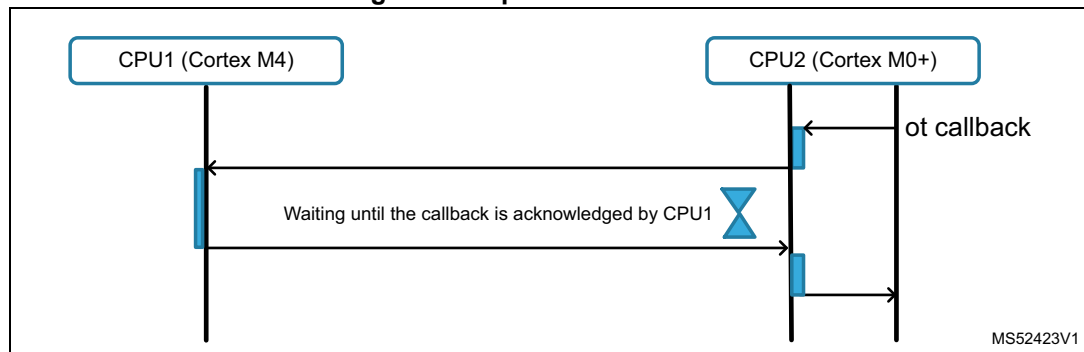 CPU1 (Cortex M4)
CPU2 (Cortex M0+)
ot callback
Waiting until the callback is acknowledged by CPU1
MS52423V1